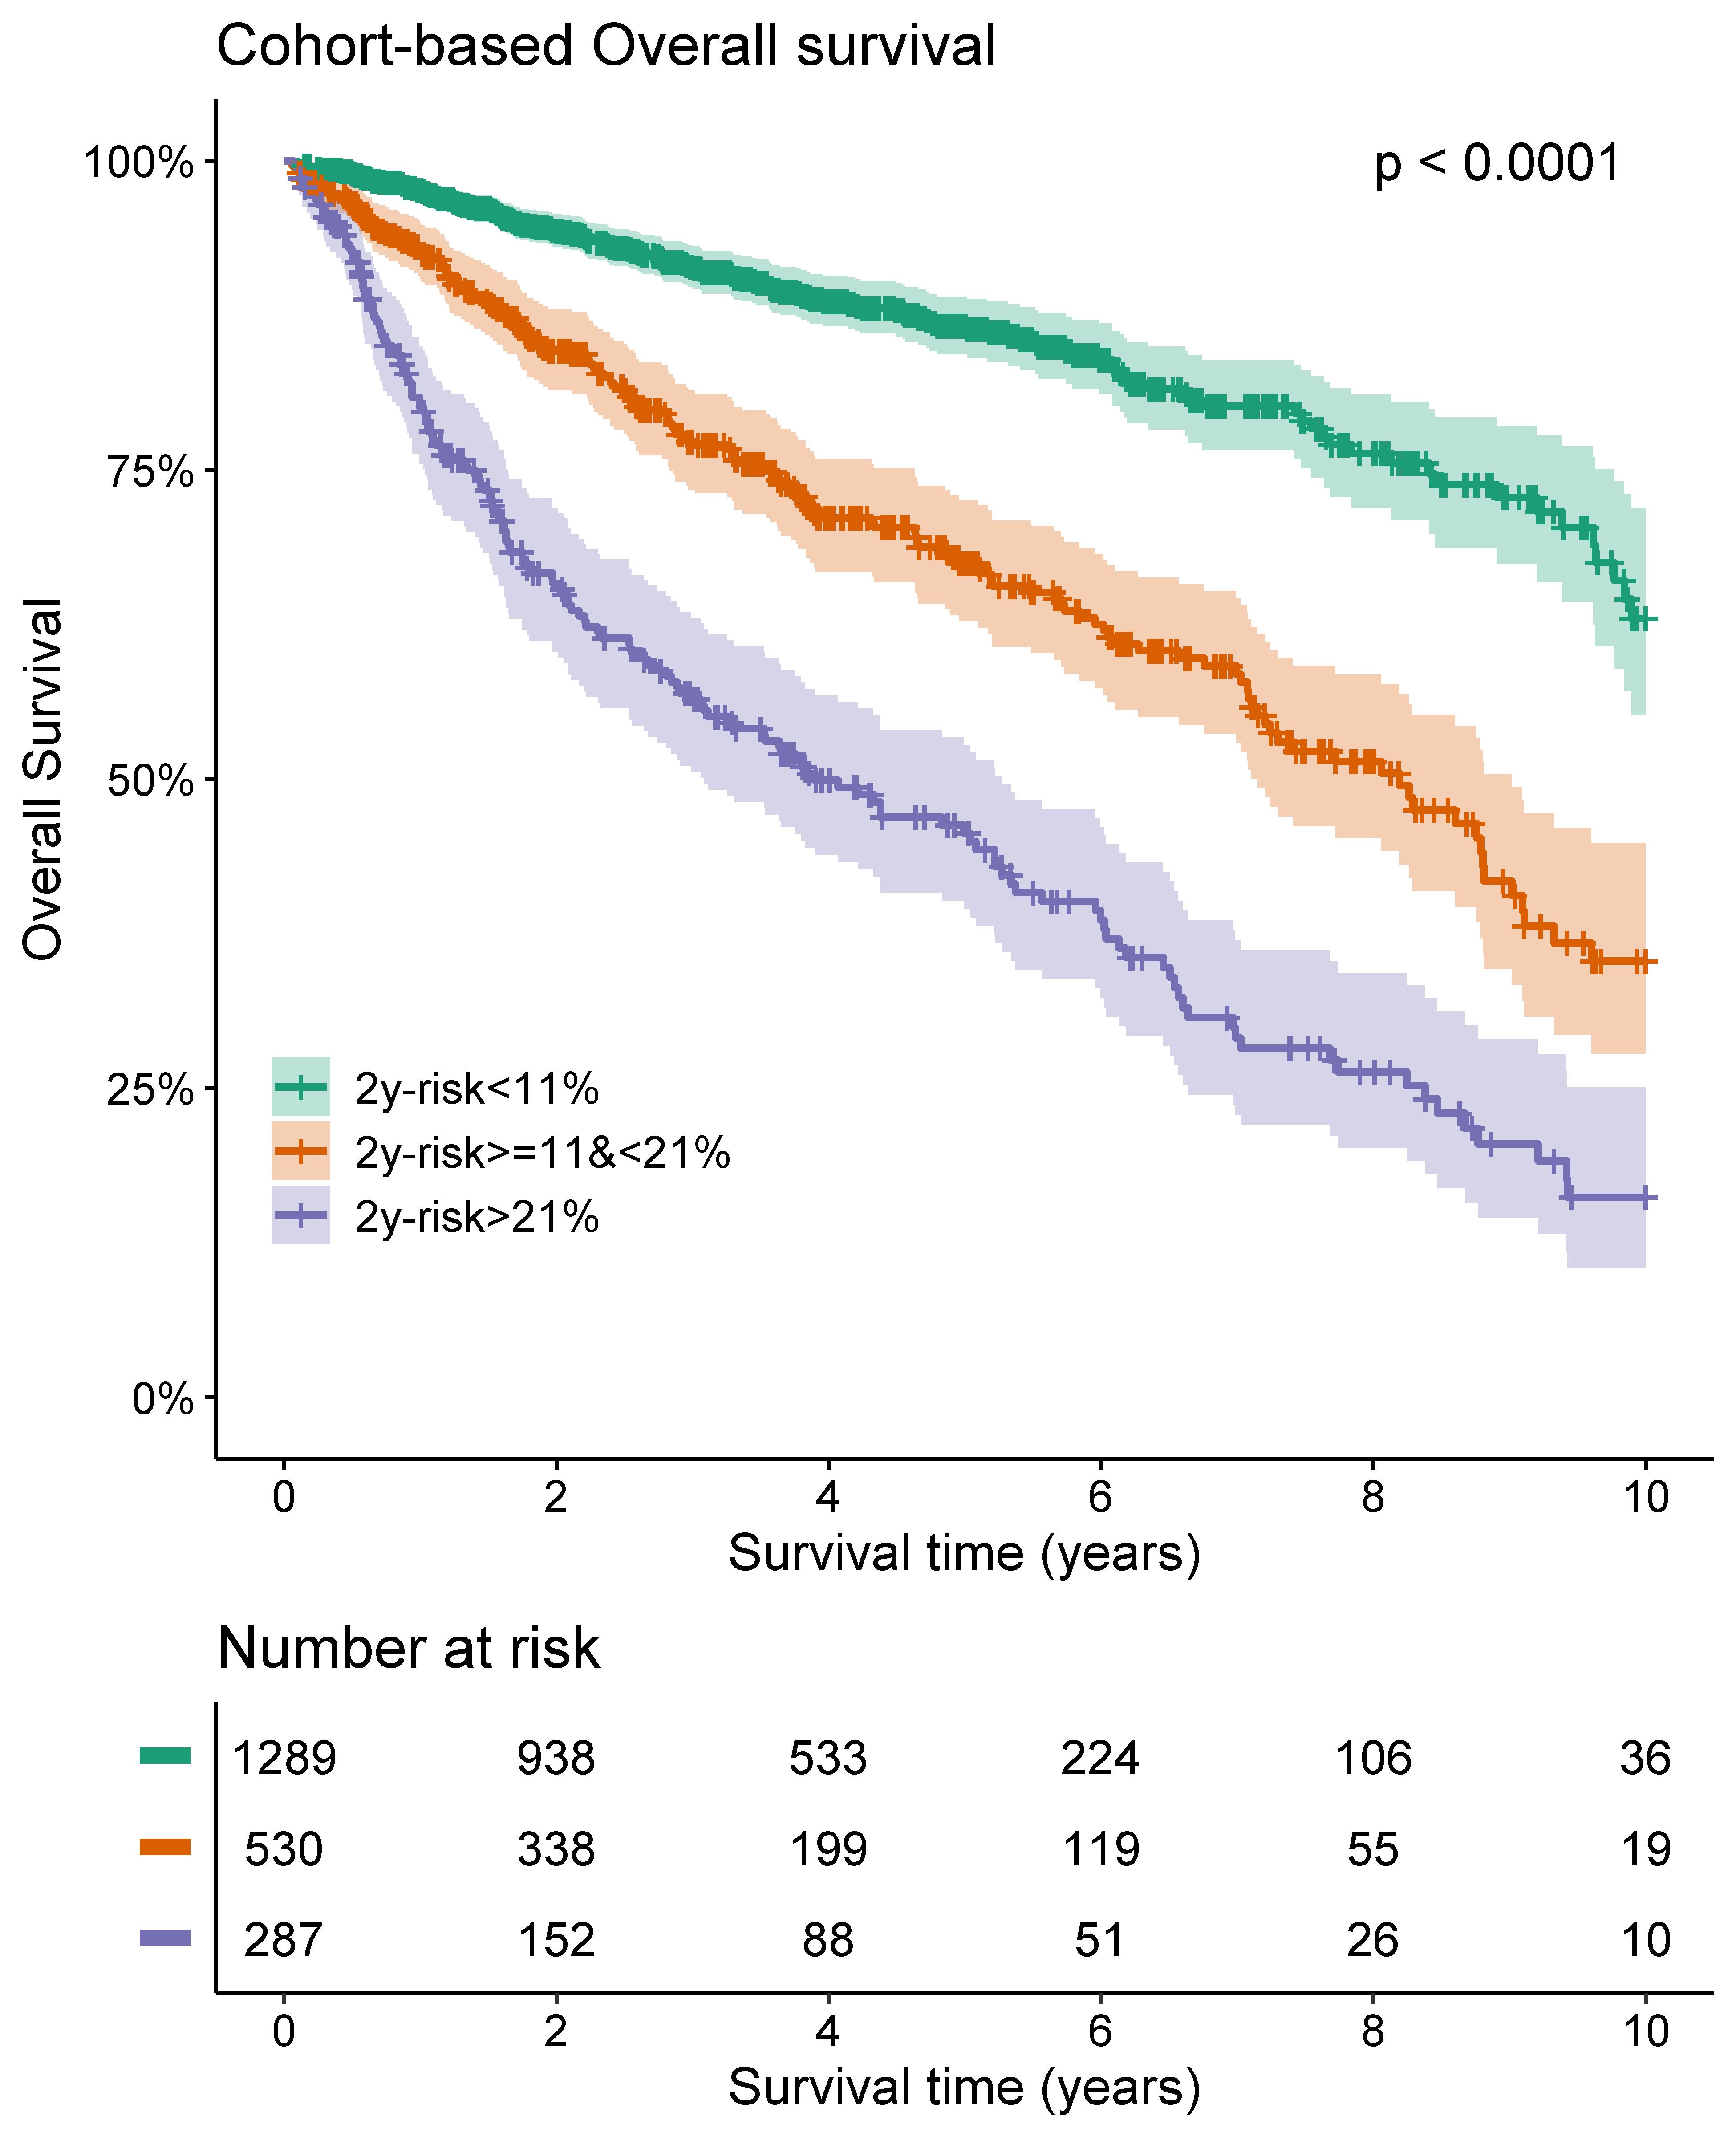 Cohort-based Overall survival
p < 0.0001
100%
75%
50%
25%
0%
Overall Survival
2y-risk<11%
2y-risk>=11&<21%
2y-risk>21%
0 2 4 6 8 10
Survival time (years)
Number at risk
1289 938 533 224 106 36
530 338 199 119 55 19
287 152 88 51 26 10
0 2 4 6 8 10
Survival time (years)